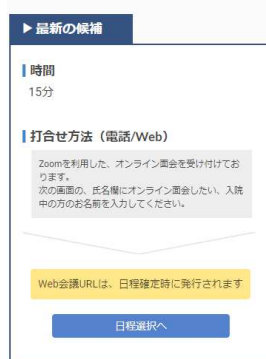 ▶最新の候補
時間
15分
打合せ方法（電話/Web）
Zoomを利用した、オンライン面会を受け付けてお
ります。
次の画面の、氏名欄にオンライン面会したい、入院
中の方のお名前を入力してください。
Web会議URLは、日程確定時に発行されます
日程選択へ